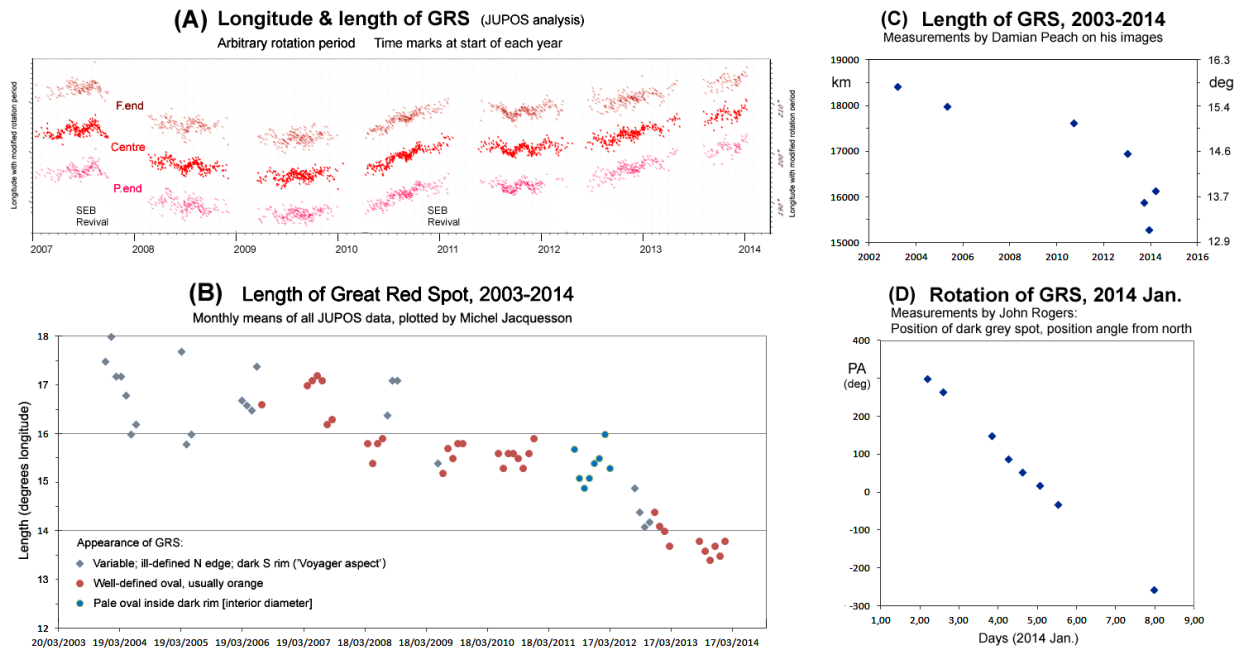 (A) Longitude & length of GRS (JUPOS analysis)
Arbitrary rotation period Time marks at start of each year
Longitude with modified rotation period
F.end
Centre
P.end
SEB
Revival
SEB
Revival
210°
200°
190°
Longitude with modified rotation period
2007 2008 2009 2010 2011 2012 2013 2014
(B) Length of Great Red Spot, 2003-2014
Monthly means of all JUPOS data, plotted by Michel Jacquesson
Length (degrees longitude)
18
17
16
15
14
13
12
Appearance of GRS:
Variable; ill-defined N edge; dark S rim ('Voyager aspect')
Well-defined oval, usually orange
Pale oval inside dark rim [interior diameter]
20/03/2003 19/03/2004 19/03/2005 19/03/2006 19/03/2007 18/03/2008 18/03/2009 18/03/2010 18/03/2011 17/03/2012 17/03/2013 17/03/2014
(C) Length of GRS, 2003-2014
Measurements by Damian Peach on his images
19000 16.3
km deg
18000 15.4
17000 14.6
16000 13.7
15000 12.9
2002 2004 2006 2008 2010 2012 2014 2016
(D) Rotation of GRS, 2014 Jan.
Measurements by John Rogers:
Position of dark grey spot, position angle from north
400
PA
(deg)
200
100
0
-100
-200
-300
1,00 2,00 3,00 4,00 5,00 6,00 7,00 8,00 9,00
Days (2014 Jan.)